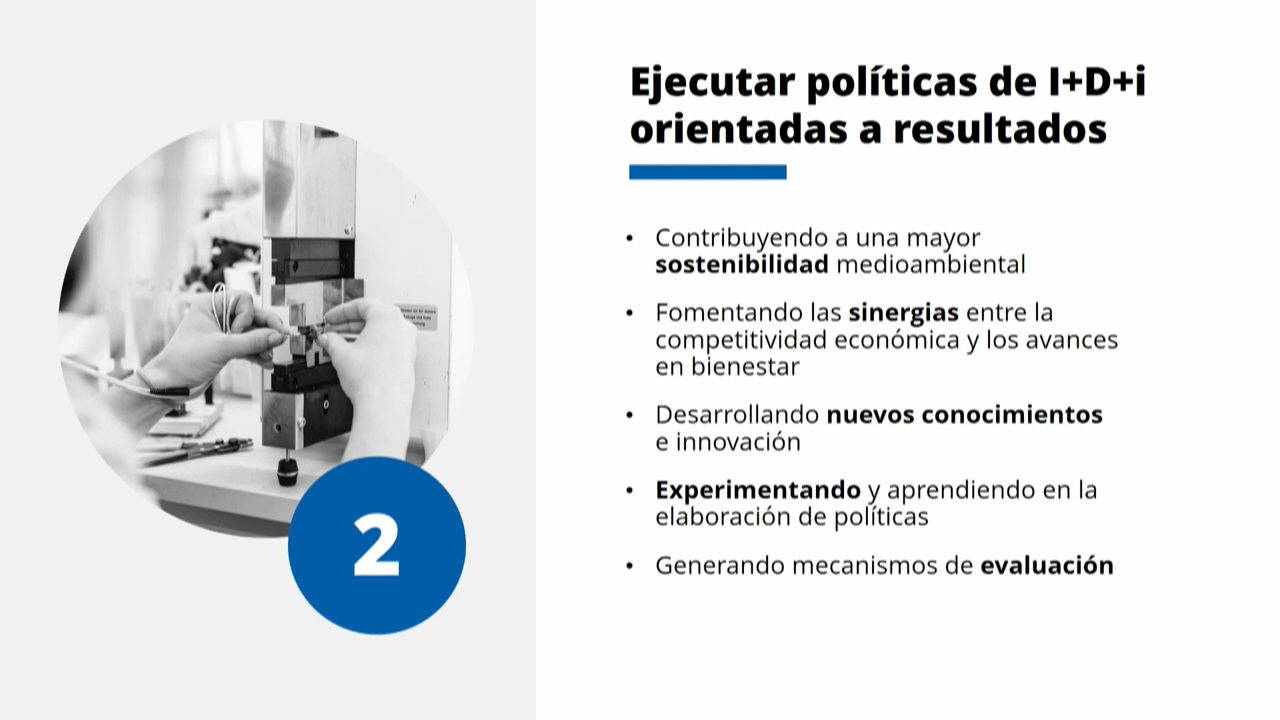 Ejecutar políticas de I+D+i
orientadas a resultados
• Contribuyendo a una mayor
sostenibilidad medioambiental
• Fomentando las sinergias entre la
competitividad económica y los avances
en bienestar
• Desarrollando nuevos conocimientos
e innovación
• Experimentando y aprendiendo en la
elaboración de políticas
• Generando mecanismos de evaluación
2